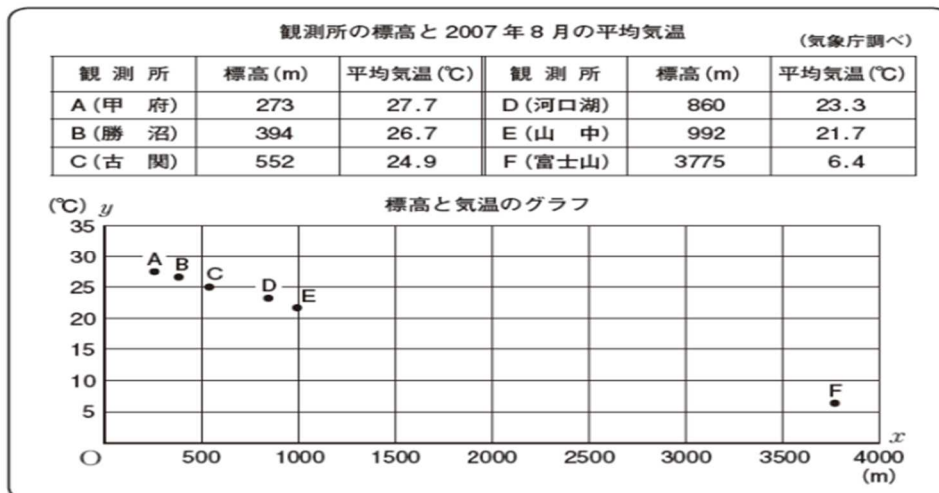 観測所の標高と2007年8月の平均気温
(気象庁調べ)
観測所 標高(m) 平均気温(℃) 観測所 標高(m) 平均気温(℃)
A(甲 府) 273 27.7 D(河口湖) 860 23.3
B(勝 沼) 394 26.7 E(山 中) 992 21.7
C(古 関) 552 24.9 F(富士山) 3775 6.4
標高と気温のグラフ
(℃) y
35
30
25
20
15
10
5
A B C D E F
O 500 1000 1500 2000 2500 3000 3500 4000 x
(m)